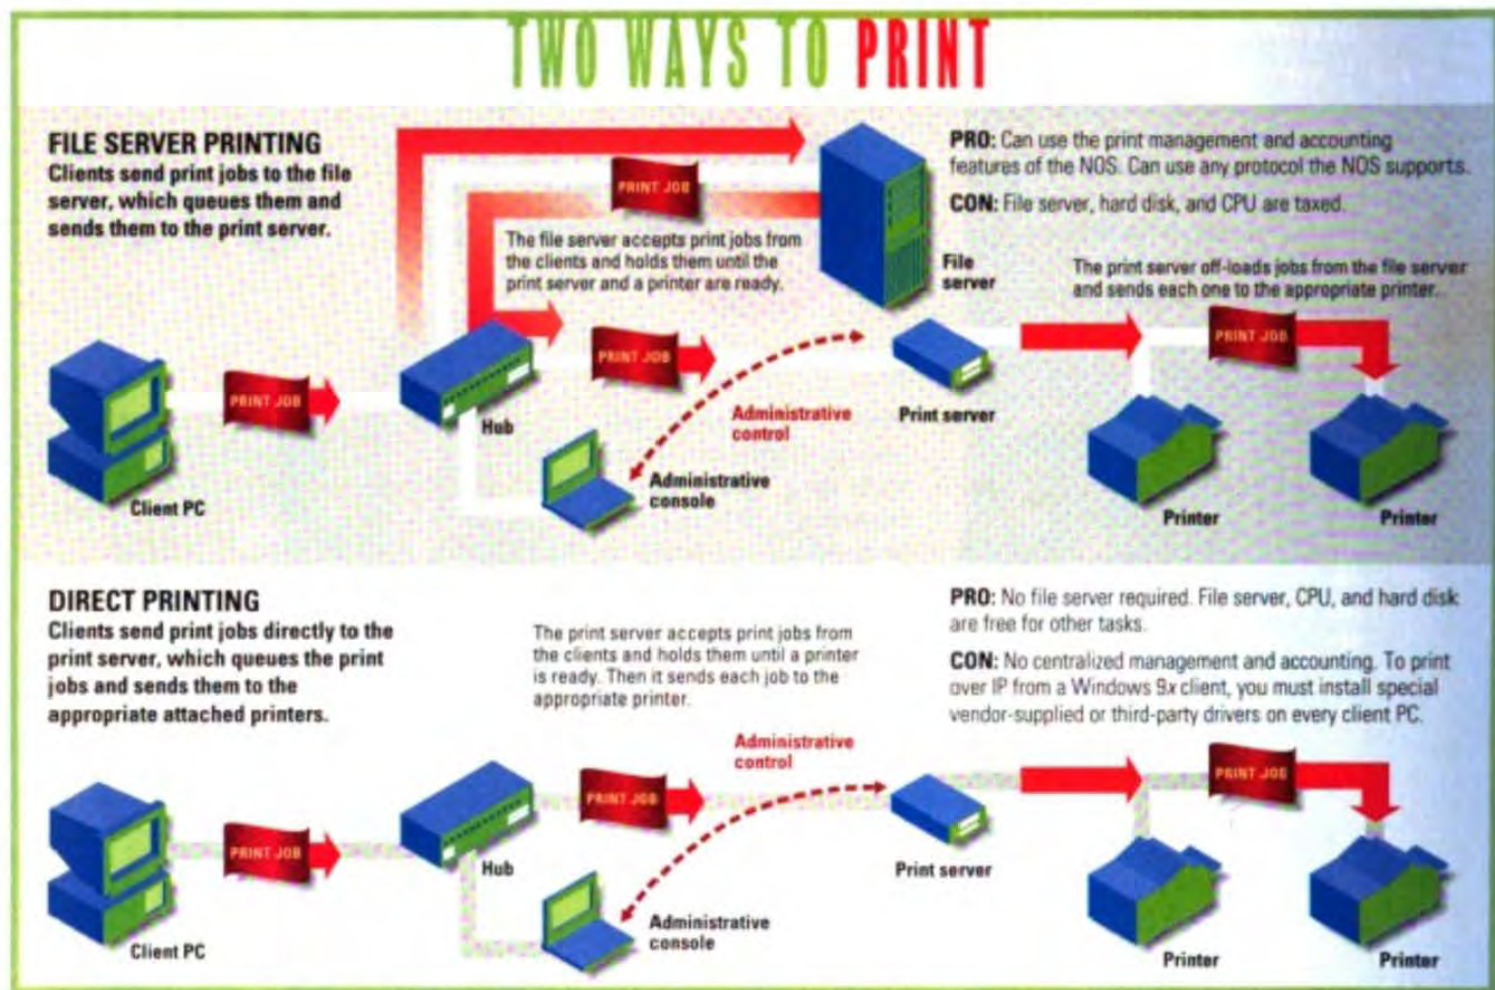 TWO WAYS TO PRINT
FILE SERVER PRINTING
Clients send print jobs to the file
server, which queues them and
sends them to the print server.
PRINT JOB
The file server accepts print jobs from
the clients and holds them until the
print server and a printer are ready.
PRO: Can use the print management and accounting
features of the NOS. Can use any protocol the NOS supports.
CON: File server, hard disk, and CPU are taxed.
File
server
The print server off-loads jobs from the file server
and sends each one to the appropriate printer.
PRINT JOB
PRINT JOB
PRINT JOB
Client PC
Hub
Administrative
control
Administrative
console
Print server
Printer
Printer
DIRECT PRINTING
Clients send print jobs directly to the
print server, which queues the print
jobs and sends them to the
appropriate attached printers.
The print server accepts print jobs from
the clients and holds them until a printer
is ready. Then it sends each job to the
appropriate printer.
PRO: No file server required. File server, CPU, and hard disk
are free for other tasks.
CON: No centralized management and accounting. To print
over IP from a Windows 9x client, you must install special
vendor-supplied or third-party drivers on every client PC.
Administrative
control
PRINT JOB
PRINT JOB
PRINT JOB
Client PC
Hub
Administrative
console
Print server
Printer
Printer